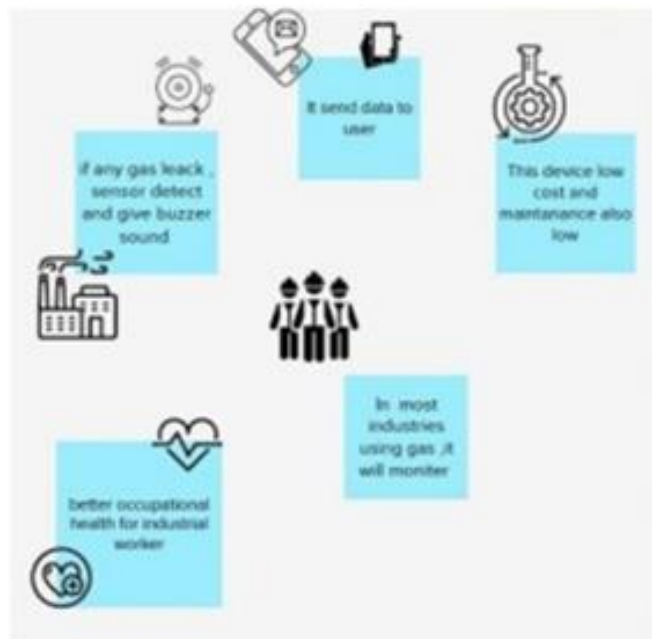 It send data to
user
if any gas leack ,
sensor detect
and give buzzer
sound
This device low
cost and
maintanance also
low
In most
industries
using gas ,it
will moniter
better occupational
health for industrial
worker